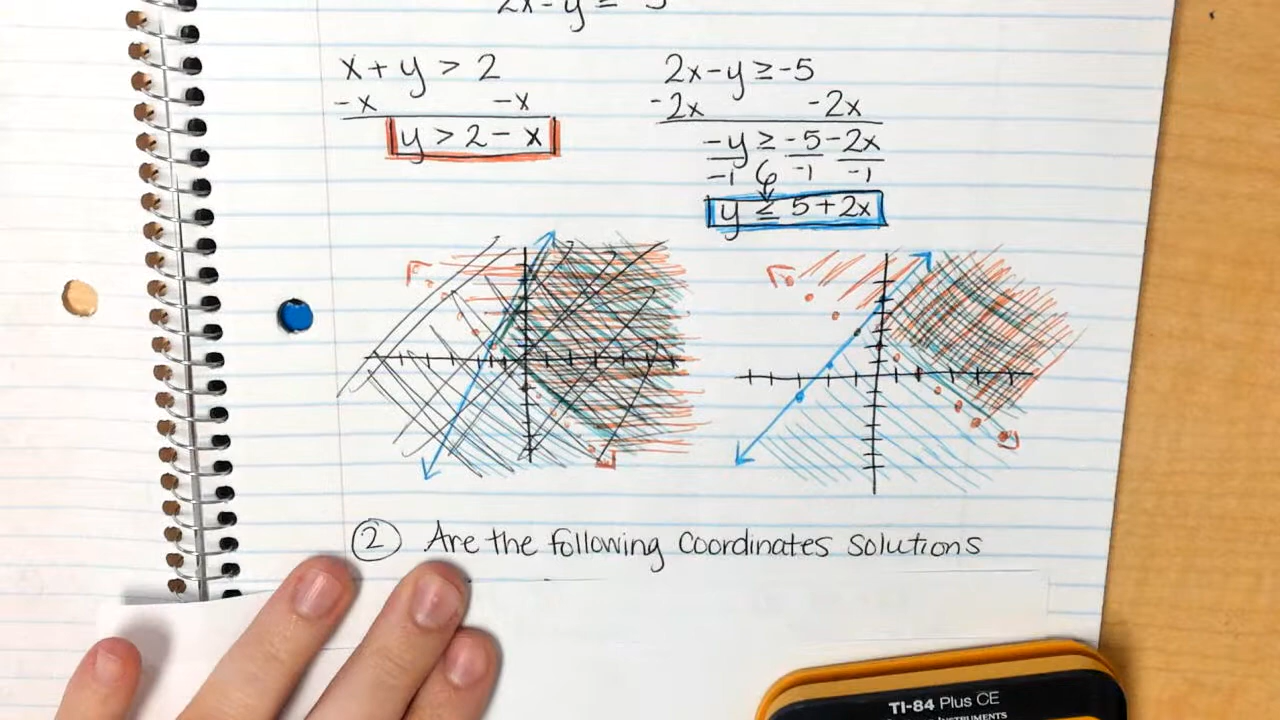 x + y > 2
-x -x
y > 2 - x
2x - y ≥ -5
-2x -2x
-y ≥ -5 - 2x
-1 -1 -1
y ≤ 5 + 2x
② Are the following Coordinates Solutions
TI-84 Plus CE
INSTRUMENTS